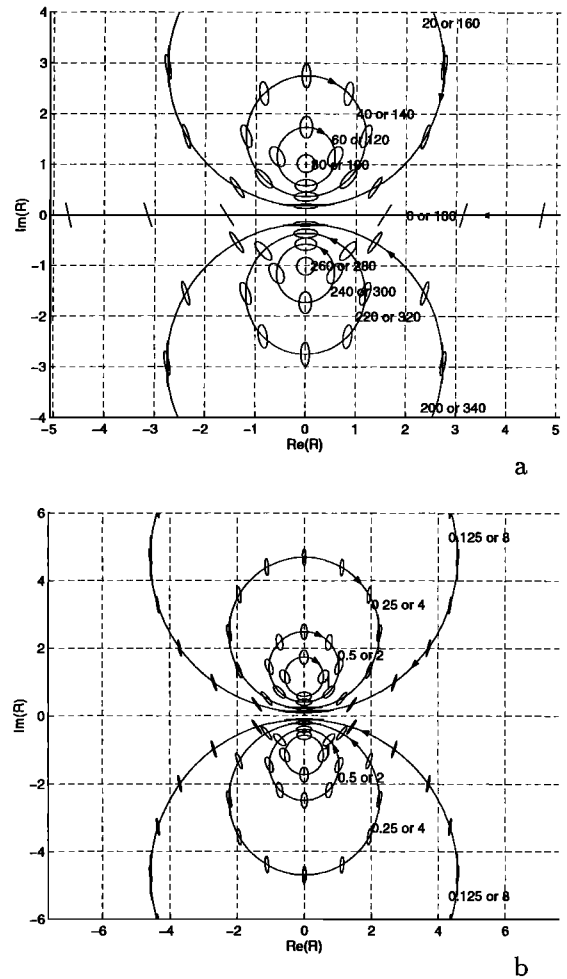 4
3
2
1
0
−1
−2
−3
−4
Im(R)
20 or 160
40 or 140
60 or 120
80 or 100
0 or 180
260 or 280
240 or 300
220 or 320
200 or 340
−5 −4 −3 −2 −1 0 1 2 3 4 5
Re(R)
a
6
4
2
0
−2
−4
−6
Im(R)
0.125 or 8
0.25 or 4
0.5 or 2
0.5 or 2
0.25 or 4
0.125 or 8
−6 −4 −2 0 2 4 6
Re(R)
b